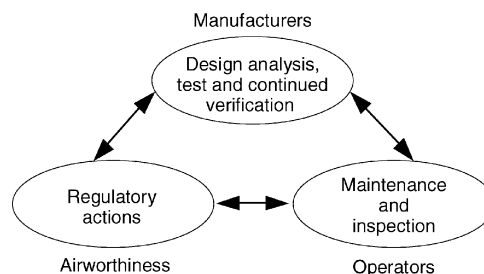 Manufacturers
Design analysis,
test and continued
verification
Regulatory
actions
Maintenance
and
inspection
Airworthiness
Operators